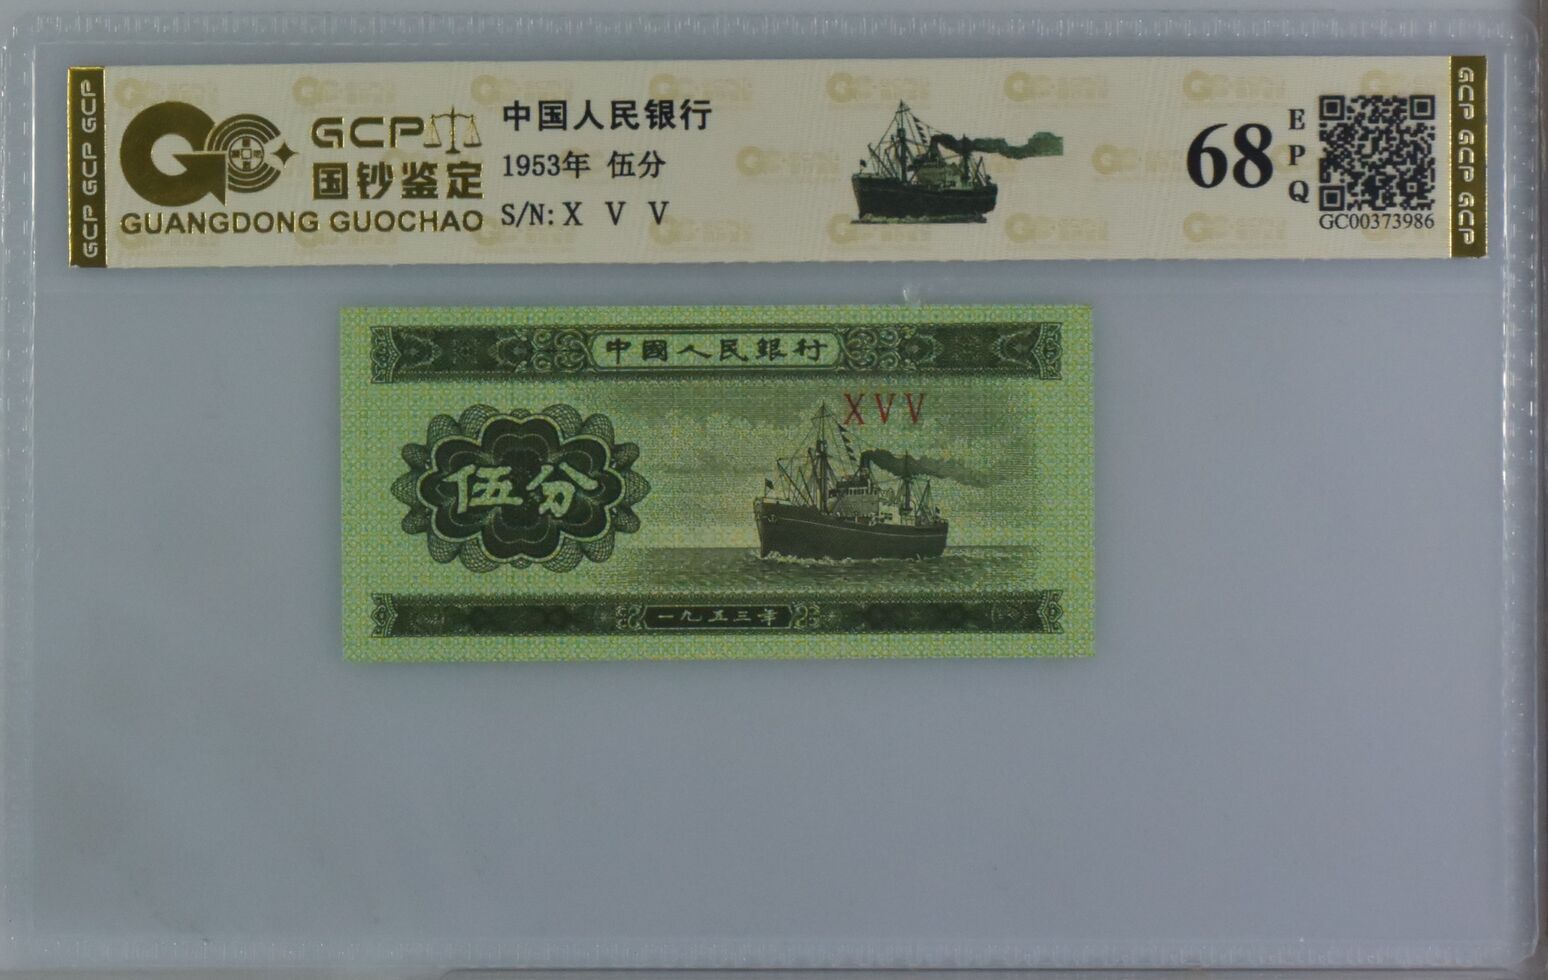 GCP GCP GCP
GCP
国钞鉴定
GUANGDONG GUOCHAO
中国人民银行
1953年 伍分
S/N: X V V
68
E
P
Q
GC00373986
GCP GCP GCP
中國人民銀行
XVV
伍分
一九五三年